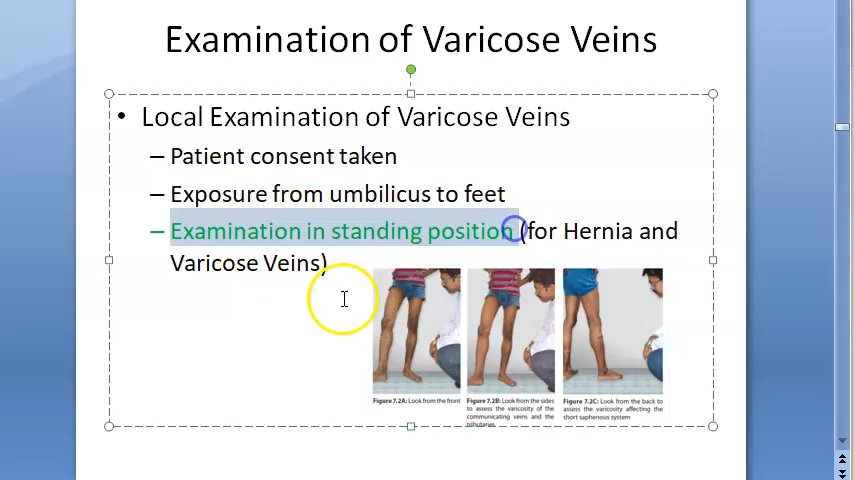 Examination of Varicose Veins
• Local Examination of Varicose Veins
– Patient consent taken
– Exposure from umbilicus to feet
– Examination in standing position (for Hernia and
Varicose Veins)
Figure 7.2A: Look from the front
Figure 7.2B: Look from the sides
to assess the varicosity of the
communicating veins and the
tributaries
Figure 7.2C: Look from the back to
assess the varicosity affecting the
short saphenous system